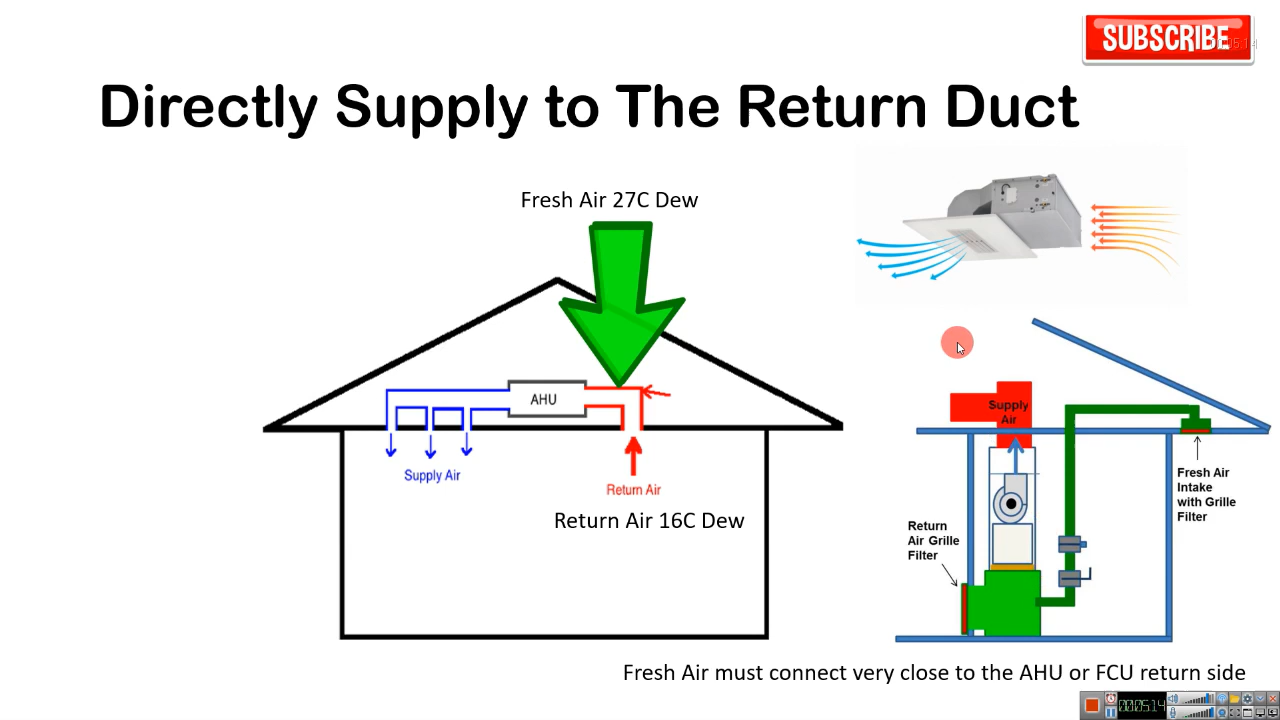 SUBSCRIBE
Directly Supply to The Return Duct
Fresh Air 27C Dew
AHU
Supply Air
Return Air
Return Air 16C Dew
Supply
Air
Fresh Air
Intake
with Grille
Filter
Return
Air Grille
Filter
Fresh Air must connect very close to the AHU or FCU return side
000514